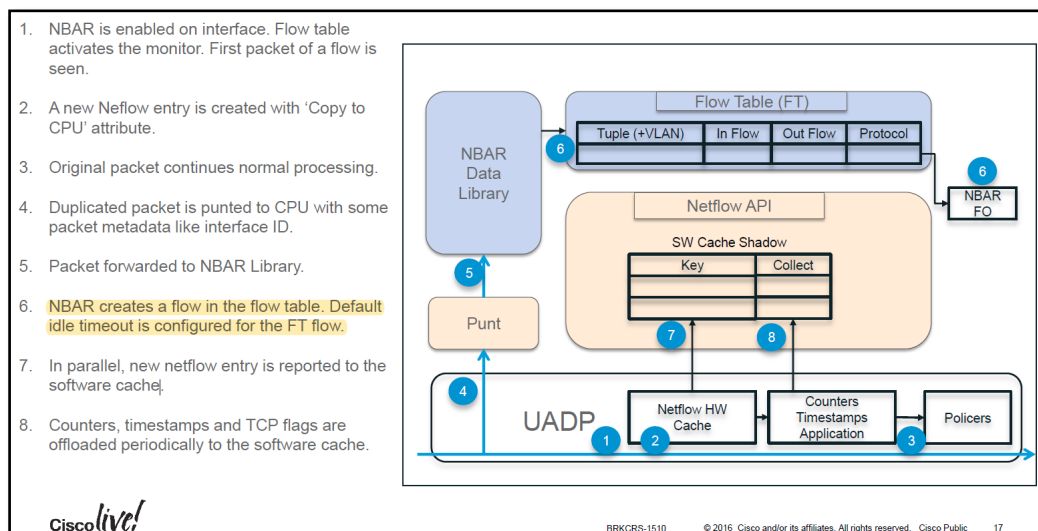 1. NBAR is enabled on interface. Flow table
activates the monitor. First packet of a flow is
seen.
2. A new Neflow entry is created with ‘Copy to
CPU’ attribute.
3. Original packet continues normal processing.
4. Duplicated packet is punted to CPU with some
packet metadata like interface ID.
5. Packet forwarded to NBAR Library.
6. NBAR creates a flow in the flow table. Default
idle timeout is configured for the FT flow.
7. In parallel, new netflow entry is reported to the
software cache.
8. Counters, timestamps and TCP flags are
offloaded periodically to the software cache.
Flow Table (FT)
Tuple (+VLAN) In Flow Out Flow Protocol
6
NBAR
Data
Library
6
NBAR
FO
Netflow API
SW Cache Shadow
Key Collect
5
Punt
7
8
4
UADP
Netflow HW
Cache
Counters
Timestamps
Application
Policers
1
2
3
Cisco live!
BRKCRS-1510 © 2016 Cisco and/or its affiliates. All rights reserved. Cisco Public 17